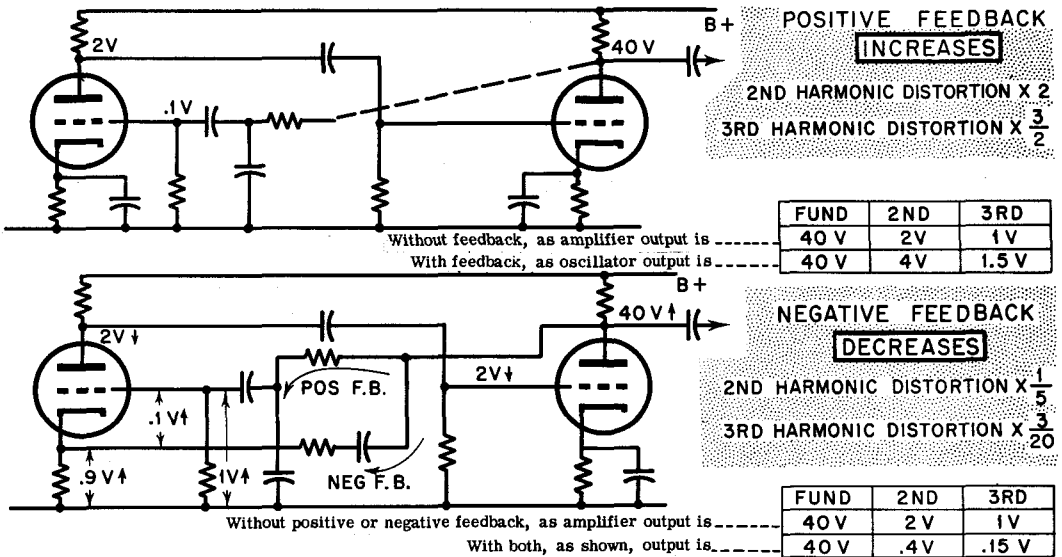 B+
POSITIVE FEEDBACK
INCREASES
2V
40 V
2ND HARMONIC DISTORTION X 2
.1V
3RD HARMONIC DISTORTION X 3/2
FUND 2ND 3RD
Without feedback, as amplifier output is 40 V 2V 1 V
With feedback, as oscillator output is 40 V 4V 1.5 V
B+
NEGATIVE FEEDBACK
DECREASES
2V↓
40 V↑
2V↓
POS F.B.
2ND HARMONIC DISTORTION X 1/5
.1V↑
3RD HARMONIC DISTORTION X 3/20
.9V↑
1V↑
NEG F.B.
FUND 2ND 3RD
Without positive or negative feedback, as amplifier output is 40 V 2 V 1V
With both, as shown, output is 40 V .4V .15 V